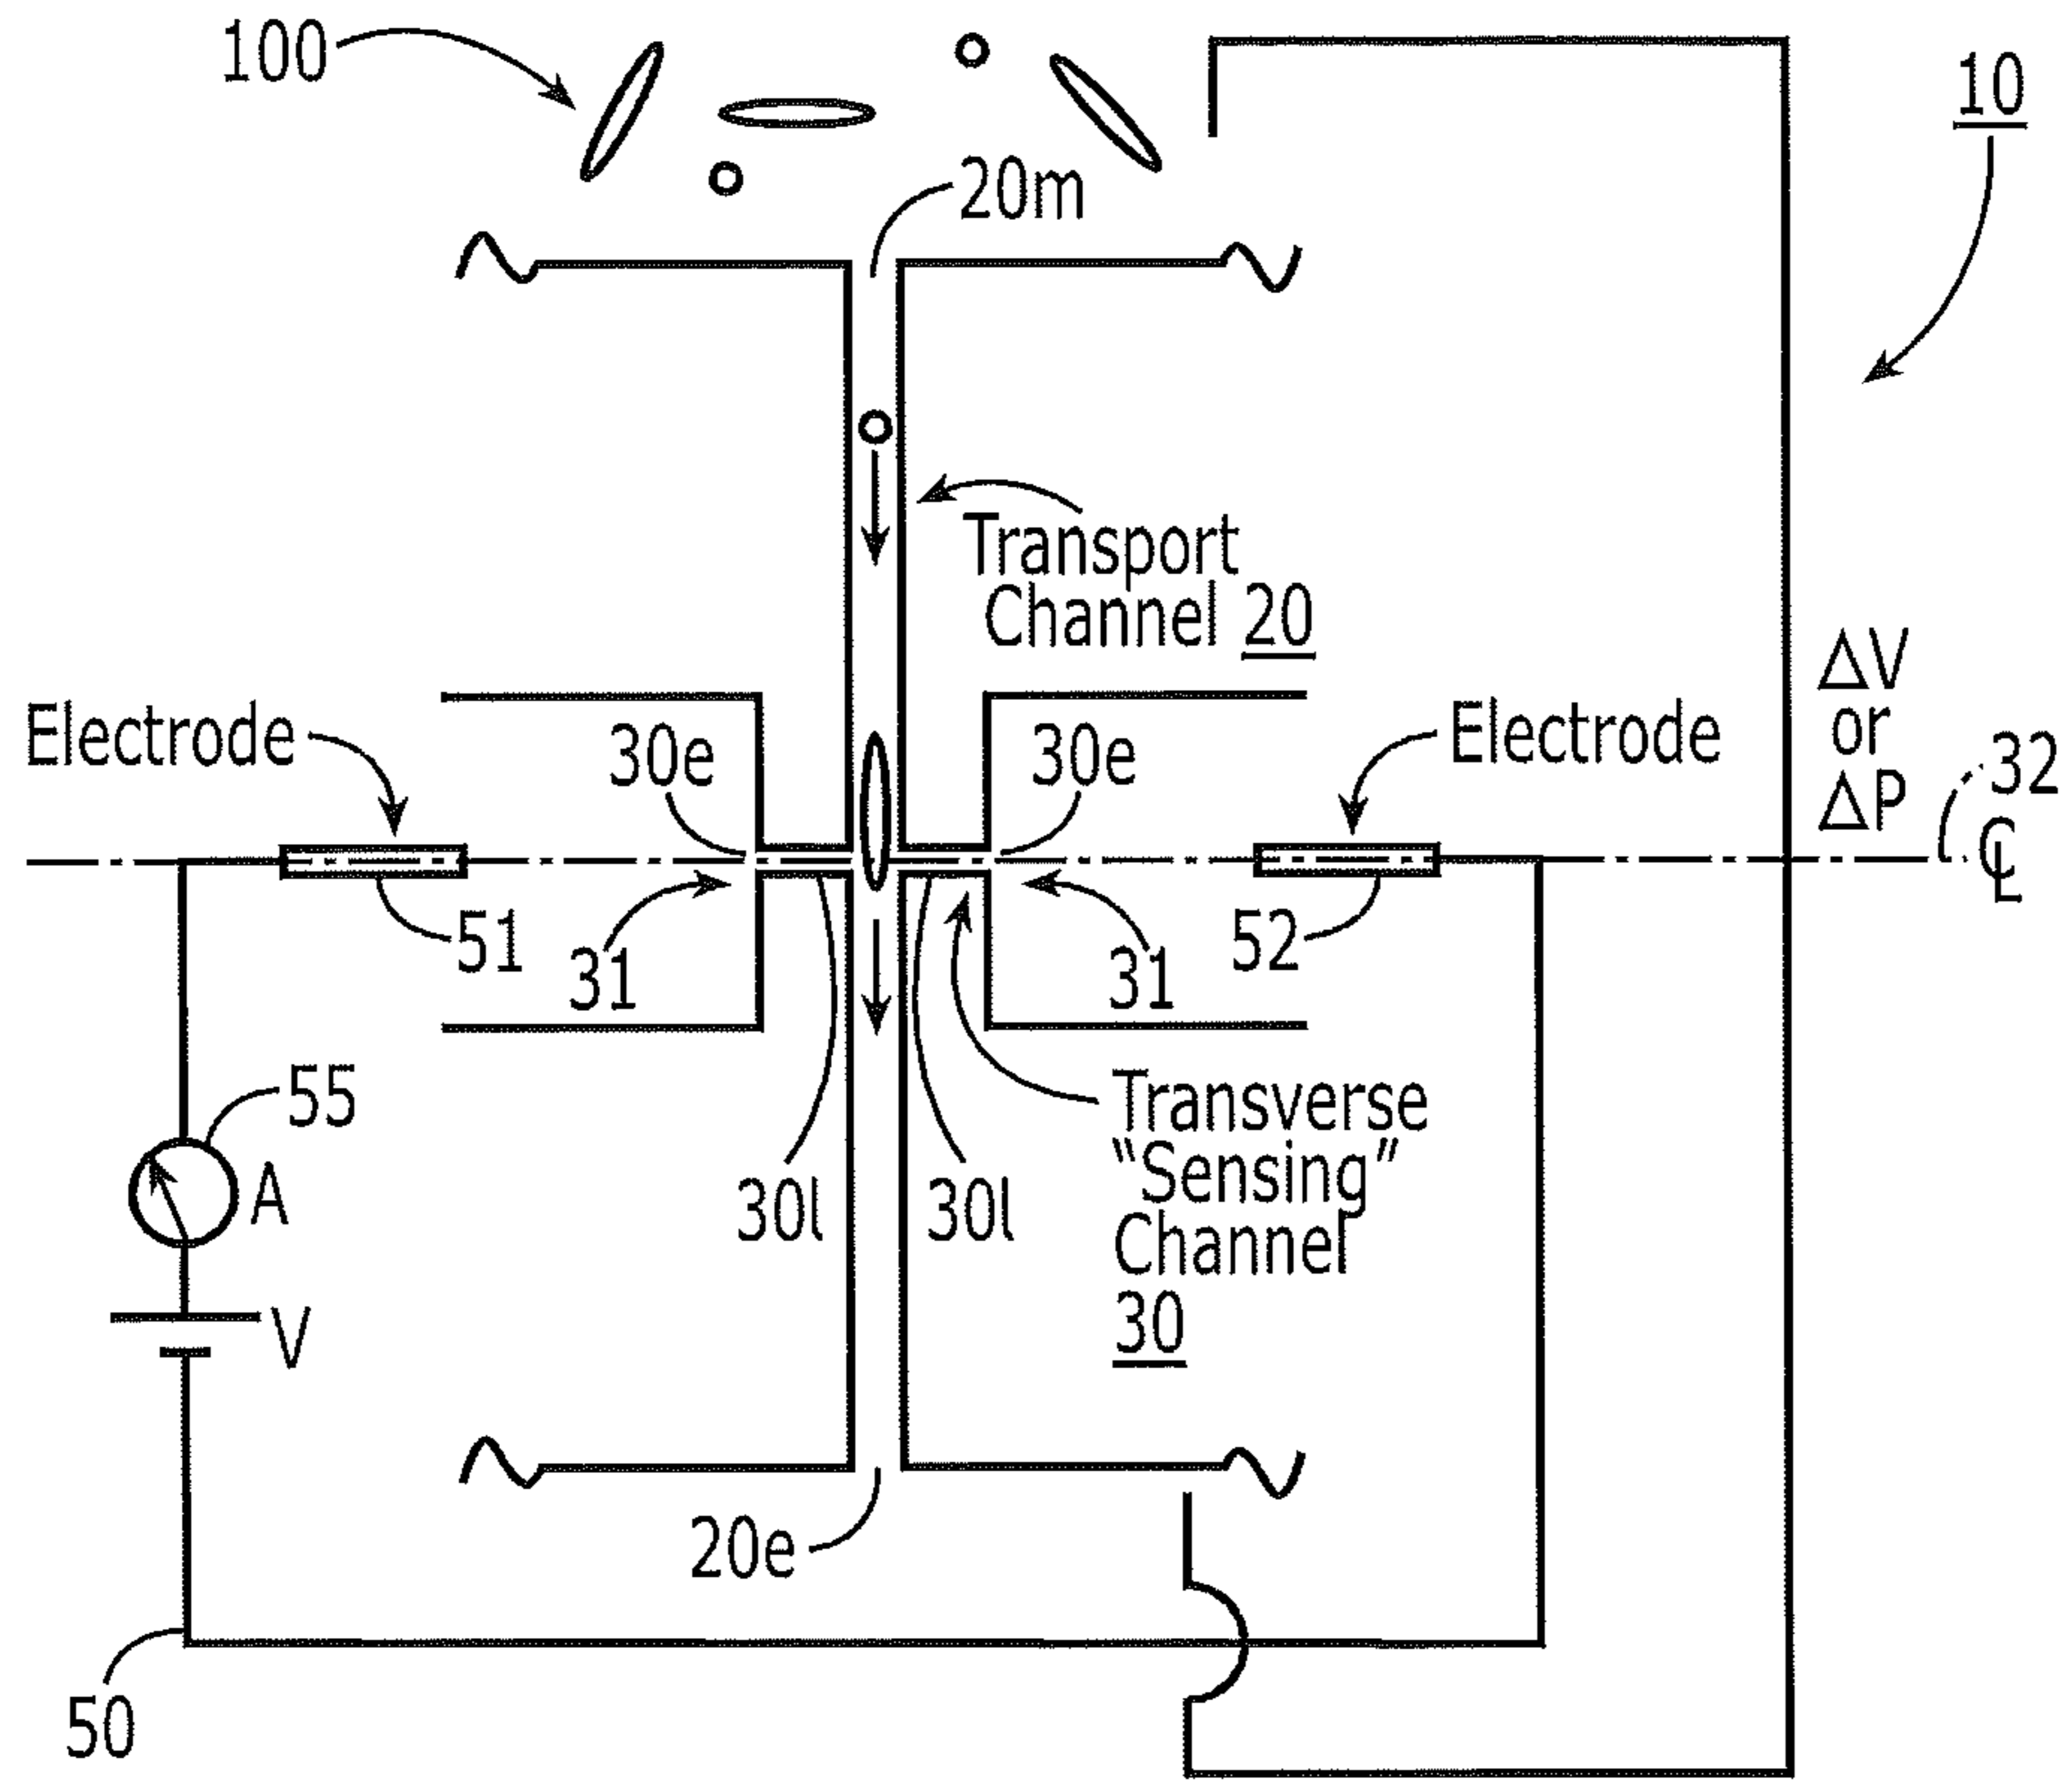 100
10
20m
Transport
Channel 20
ΔV
or
ΔP
Electrode
30e
30e
Electrode
32
℄
51
31
31
52
55
A
Transverse
“Sensing”
Channel
30
30l
30l
V
20e
50